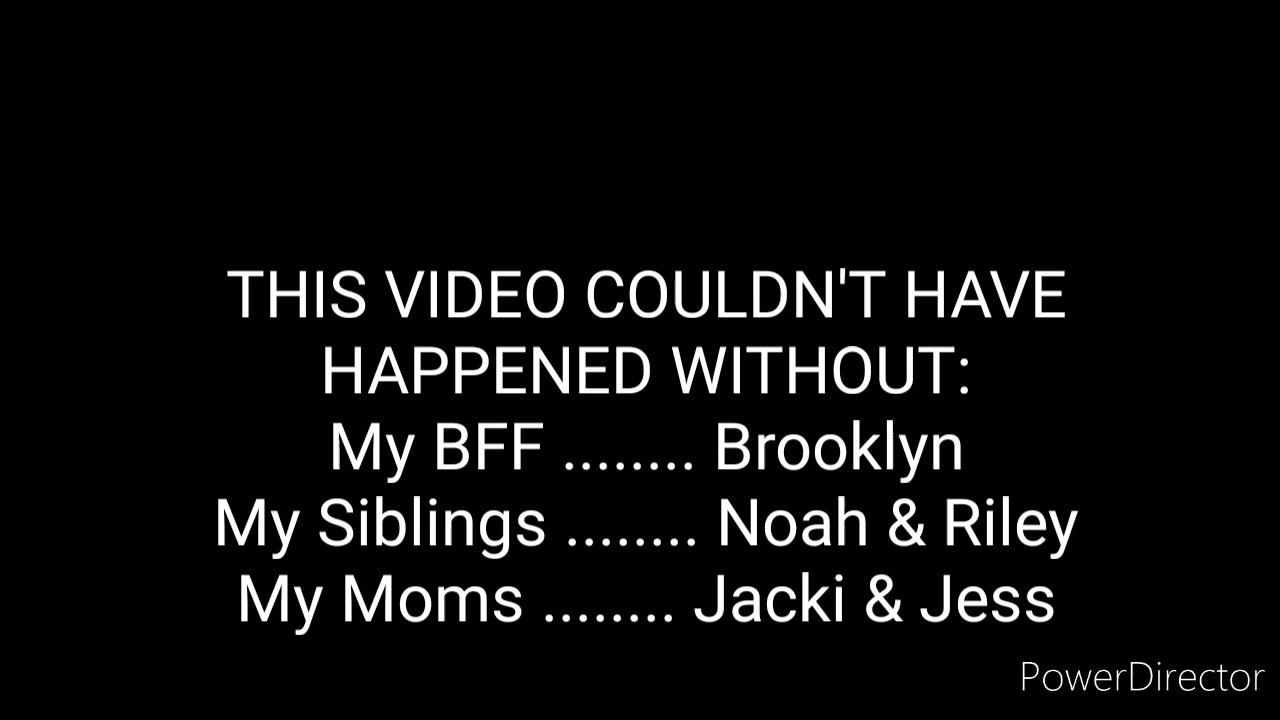 THIS VIDEO COULDN'T HAVE
HAPPENED WITHOUT:
My BFF ........ Brooklyn
My Siblings ........ Noah & Riley
My Moms ........ Jacki & Jess
PowerDirector